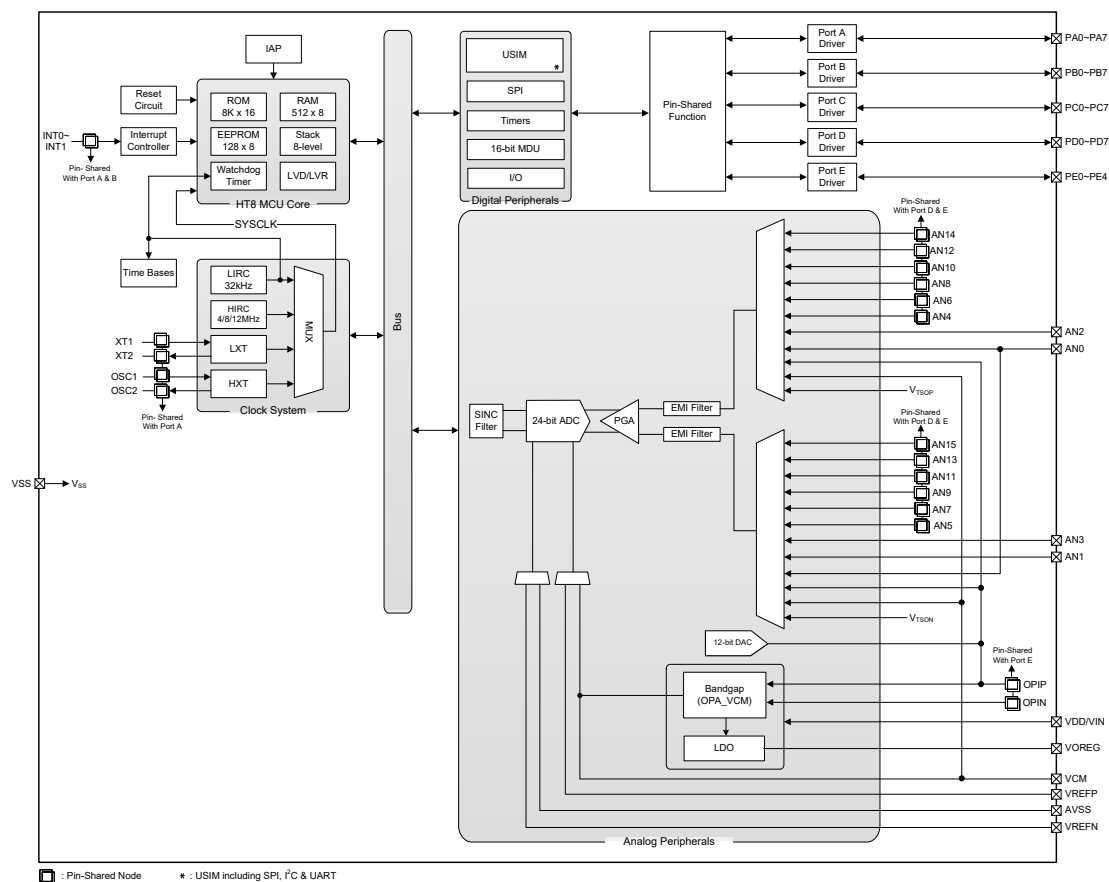 IAP
Reset
Circuit
INT0~
INT1
Pin- Shared
With Port A & B
Interrupt
Controller
ROM
8K x 16
RAM
512 x 8
EEPROM
128 x 8
Stack
8-level
Watchdog
Timer
LVD/LVR
HT8 MCU Core
SYSCLK
Time Bases
LIRC
32kHz
HIRC
4/8/12MHz
LXT
HXT
MUX
Clock System
XT1
XT2
OSC1
OSC2
Pin- Shared
With Port A
VSS
VSS
Bus
USIM
*
SPI
Timers
16-bit MDU
I/O
Digital Peripherals
Pin-Shared
Function
Port A
Driver
Port B
Driver
Port C
Driver
Port D
Driver
Port E
Driver
PA0~PA7
PB0~PB7
PC0~PC7
PD0~PD7
PE0~PE4
Pin-Shared
With Port D & E
AN14
AN12
AN10
AN8
AN6
AN4
AN2
AN0
VTSOP
SINC
Filter
24-bit ADC
PGA
EMI Filter
EMI Filter
Pin-Shared
With Port D & E
AN15
AN13
AN11
AN9
AN7
AN5
AN3
AN1
VTSON
12-bit DAC
Pin-Shared
With Port E
Bandgap
(OPA_VCM)
LDO
OPIP
OPIN
VDD/VIN
VOREG
VCM
VREFP
AVSS
VREFN
Analog Peripherals
: Pin-Shared Node
* : USIM including SPI, I²C & UART